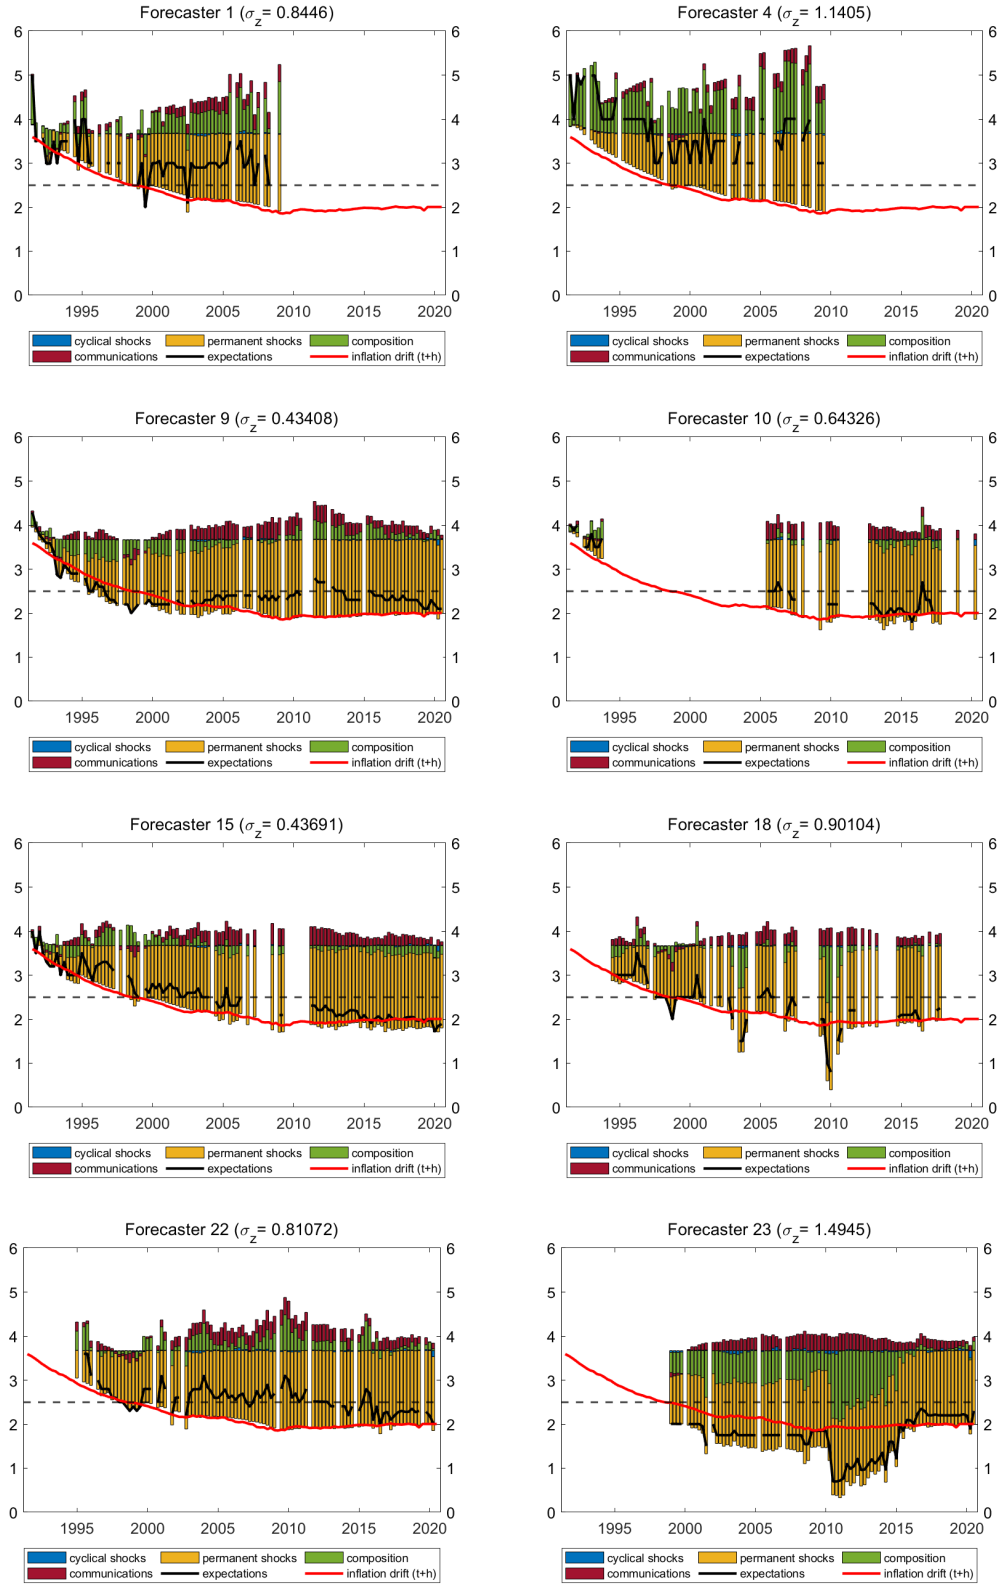 Forecaster 1 (σz= 0.8446)
Forecaster 4 (σz= 1.1405)
6 6 6 6
5 5 5 5
4 4 4 4
3 3 3 3
2 2 2 2
1 1 1 1
0 0 0 0
1995 2000 2005 2010 2015 2020
1995 2000 2005 2010 2015 2020
cyclical shocks permanent shocks composition
communications expectations inflation drift (t+h)
cyclical shocks permanent shocks composition
communications expectations inflation drift (t+h)
Forecaster 9 (σz= 0.43408)
Forecaster 10 (σz= 0.64326)
6 6 6 6
5 5 5 5
4 4 4 4
3 3 3 3
2 2 2 2
1 1 1 1
0 0 0 0
1995 2000 2005 2010 2015 2020
1995 2000 2005 2010 2015 2020
cyclical shocks permanent shocks composition
communications expectations inflation drift (t+h)
cyclical shocks permanent shocks composition
communications expectations inflation drift (t+h)
Forecaster 15 (σz= 0.43691)
Forecaster 18 (σz= 0.90104)
6 6 6 6
5 5 5 5
4 4 4 4
3 3 3 3
2 2 2 2
1 1 1 1
0 0 0 0
1995 2000 2005 2010 2015 2020
1995 2000 2005 2010 2015 2020
cyclical shocks permanent shocks composition
communications expectations inflation drift (t+h)
cyclical shocks permanent shocks composition
communications expectations inflation drift (t+h)
Forecaster 22 (σz= 0.81072)
Forecaster 23 (σz= 1.4945)
6 6 6 6
5 5 5 5
4 4 4 4
3 3 3 3
2 2 2 2
1 1 1 1
0 0 0 0
1995 2000 2005 2010 2015 2020
1995 2000 2005 2010 2015 2020
cyclical shocks permanent shocks composition
communications expectations inflation drift (t+h)
cyclical shocks permanent shocks composition
communications expectations inflation drift (t+h)